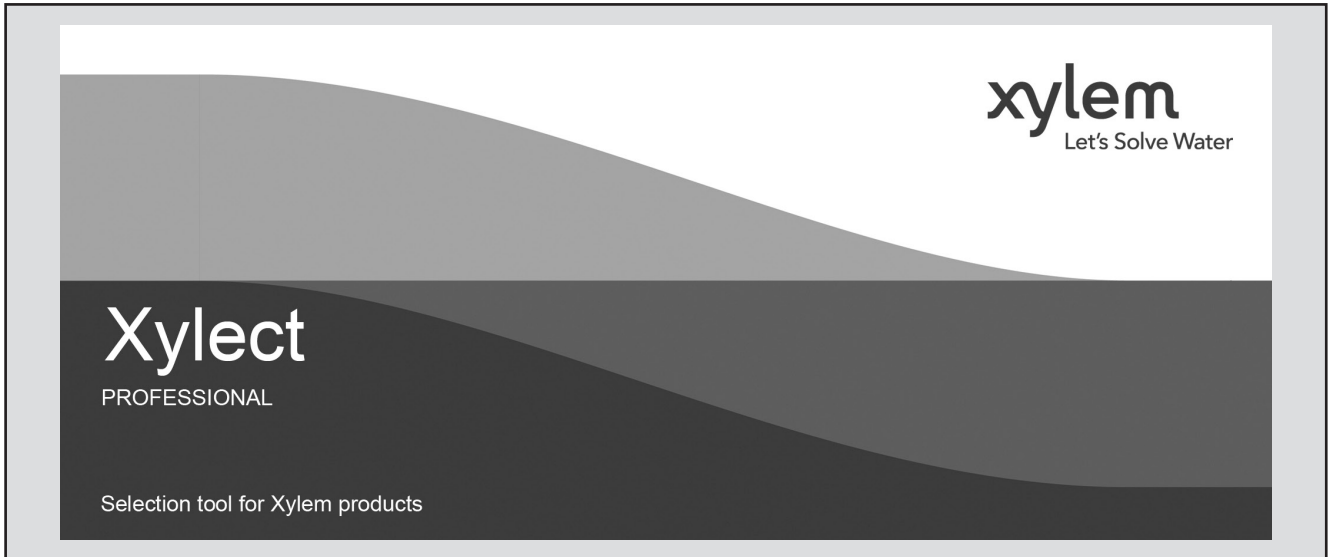 xylem
Let's Solve Water
Xylect
PROFESSIONAL
Selection tool for Xylem products